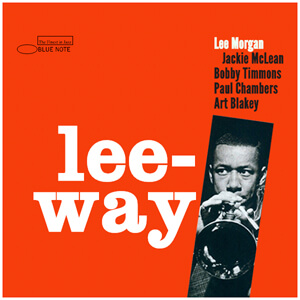 The Finest in Jazz
BLUE NOTE
Lee Morgan
Jackie McLean
Bobby Timmons
Paul Chambers
Art Blakey
lee-
way